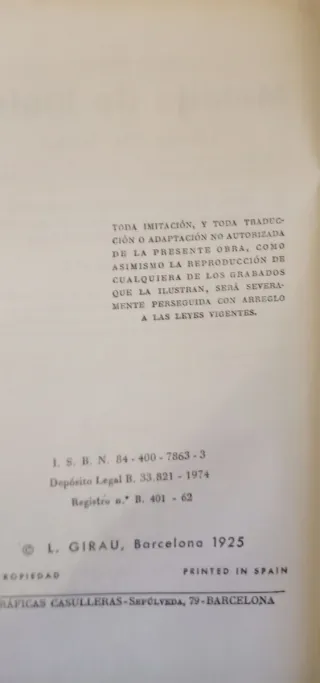 TODA IMITACIÓN, Y TODA TRADUC-
CIÓN O ADAPTACIÓN NO AUTORIZADA
DE LA PRESENTE OBRA, COMO
ASIMISMO LA REPRODUCCIÓN DE
CUALQUIERA DE LOS GRABADOS
QUE LA ILUSTRAN, SERÁ SEVERA-
MENTE PERSEGUIDA CON ARREGLO
A LAS LEYES VIGENTES.
I. S. B. N. 84 - 400 - 7863 - 3
Depósito Legal B. 33.821 - 1974
Registro n.º B. 401 - 62
© L. GIRAU, Barcelona 1925
ROPIEDAD PRINTED IN SPAIN
RÁFICAS CASULLERAS-SEPÚLVEDA, 79-BARCELONA